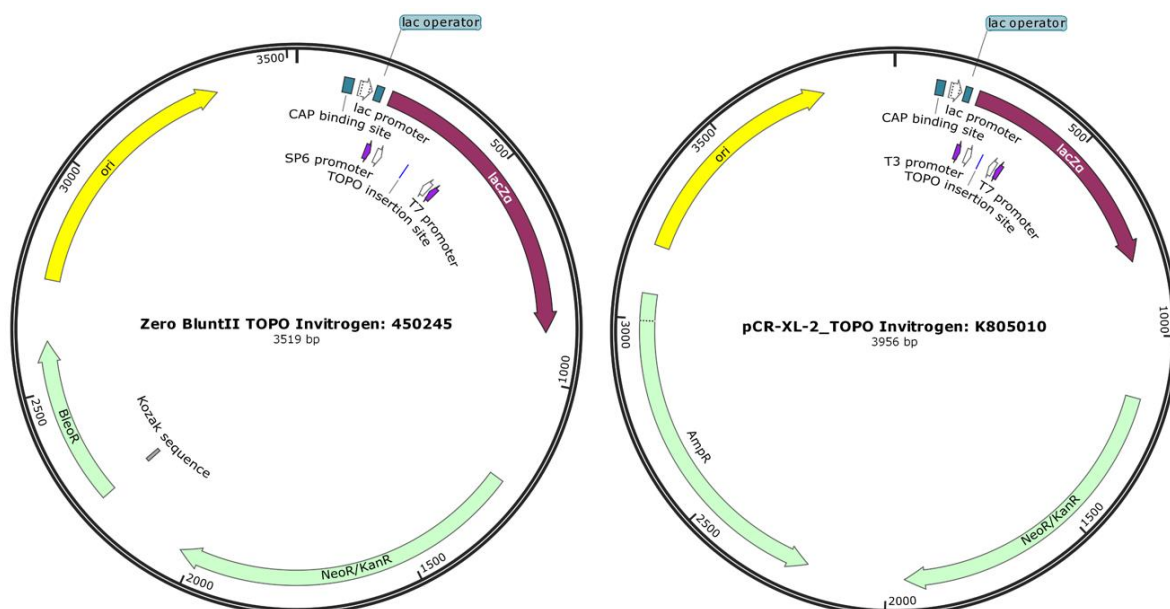 lac operator
3500
CAP binding site
lac promoter
500
lacZα
SP6 promoter
TOPO insertion site
T7 promoter
ori
3000
Zero BluntII TOPO Invitrogen: 450245
3519 bp
1000
BleoR
2500
Kozak sequence
NeoR/KanR
1500
2000
lac operator
CAP binding site
lac promoter
500
lacZα
3500
ori
T3 promoter
TOPO insertion site
T7 promoter
1000
pCR-XL-2_TOPO Invitrogen: K805010
3956 bp
3000
AmpR
2500
NeoR/KanR
1500
2000